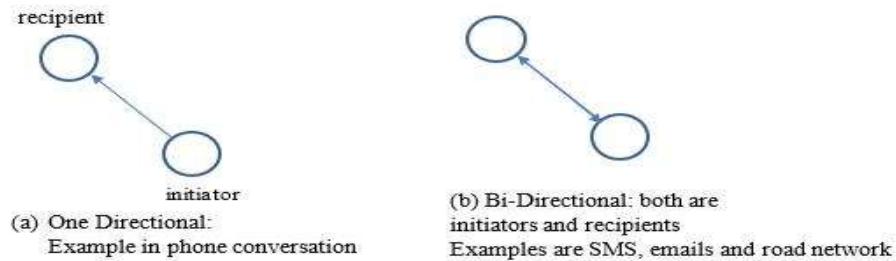 recipient
initiator
(a) One Directional:
Example in phone conversation
(b) Bi-Directional: both are
initiators and recipients
Examples are SMS, emails and road network